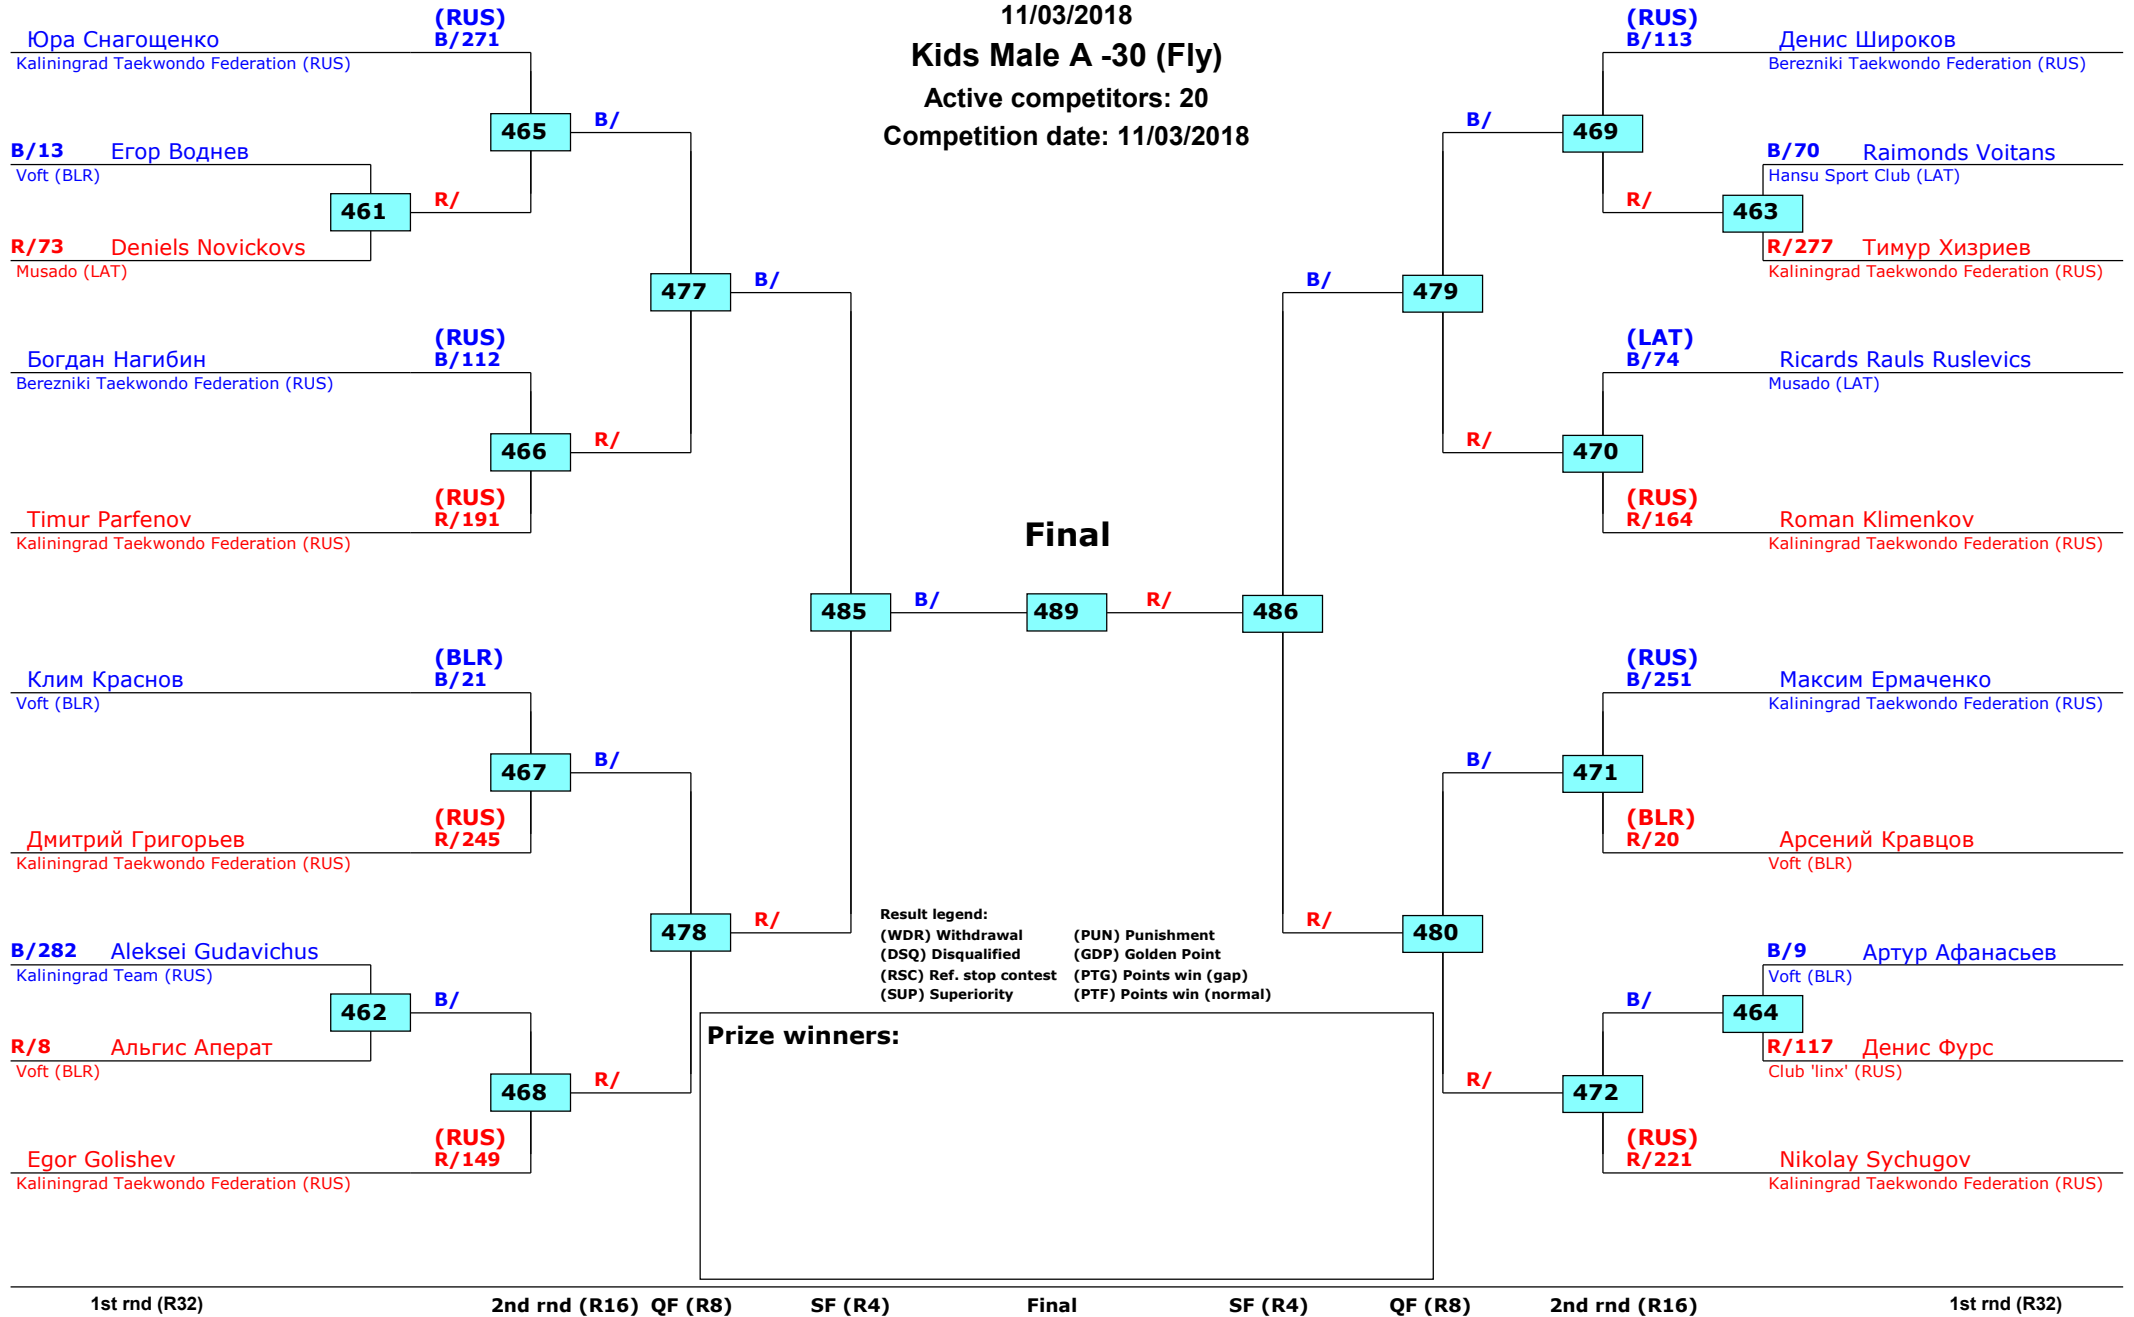 11/03/2018
Kids Male A -30 (Fly)
Active competitors: 20
Competition date: 11/03/2018
(RUS)
Юра Снагощенко B/271
Kaliningrad Taekwondo Federation (RUS)
465
B/
B/13 Егор Воднев
Voft (BLR)
461
R/
R/73 Deniels Novickovs
Musado (LAT)
477
B/
(RUS)
Богдан Нагибин B/112
Berezniki Taekwondo Federation (RUS)
466
R/
(RUS)
Timur Parfenov R/191
Kaliningrad Taekwondo Federation (RUS)
485
B/
(BLR)
Клим Краснов B/21
Voft (BLR)
467
B/
(RUS)
Дмитрий Григорьев R/245
Kaliningrad Taekwondo Federation (RUS)
478
R/
B/282 Aleksei Gudavichus
Kaliningrad Team (RUS)
462
B/
R/8 Альгис Аперат
Voft (BLR)
468
R/
(RUS)
Egor Golishev R/149
Kaliningrad Taekwondo Federation (RUS)
Final
489
R/
486
(RUS)
B/113 Денис Широков
Berezniki Taekwondo Federation (RUS)
B/
469
B/70 Raimonds Voitans
Hansu Sport Club (LAT)
R/
463
R/277 Тимур Хизриев
Kaliningrad Taekwondo Federation (RUS)
B/
479
(LAT)
B/74 Ricards Rauls Ruslevics
Musado (LAT)
R/
470
(RUS)
R/164 Roman Klimenkov
Kaliningrad Taekwondo Federation (RUS)
(RUS)
B/251 Максим Ермаченко
Kaliningrad Taekwondo Federation (RUS)
B/
471
(BLR)
R/20 Арсений Кравцов
Voft (BLR)
R/
480
B/9 Артур Афанасьев
Voft (BLR)
B/
464
R/117 Денис Фурс
Club 'linx' (RUS)
R/
472
(RUS)
R/221 Nikolay Sychugov
Kaliningrad Taekwondo Federation (RUS)
Result legend:
(WDR) Withdrawal (PUN) Punishment
(DSQ) Disqualified (GDP) Golden Point
(RSC) Ref. stop contest (PTG) Points win (gap)
(SUP) Superiority (PTF) Points win (normal)
Prize winners:
1st rnd (R32) 2nd rnd (R16) QF (R8) SF (R4) Final SF (R4) QF (R8) 2nd rnd (R16) 1st rnd (R32)